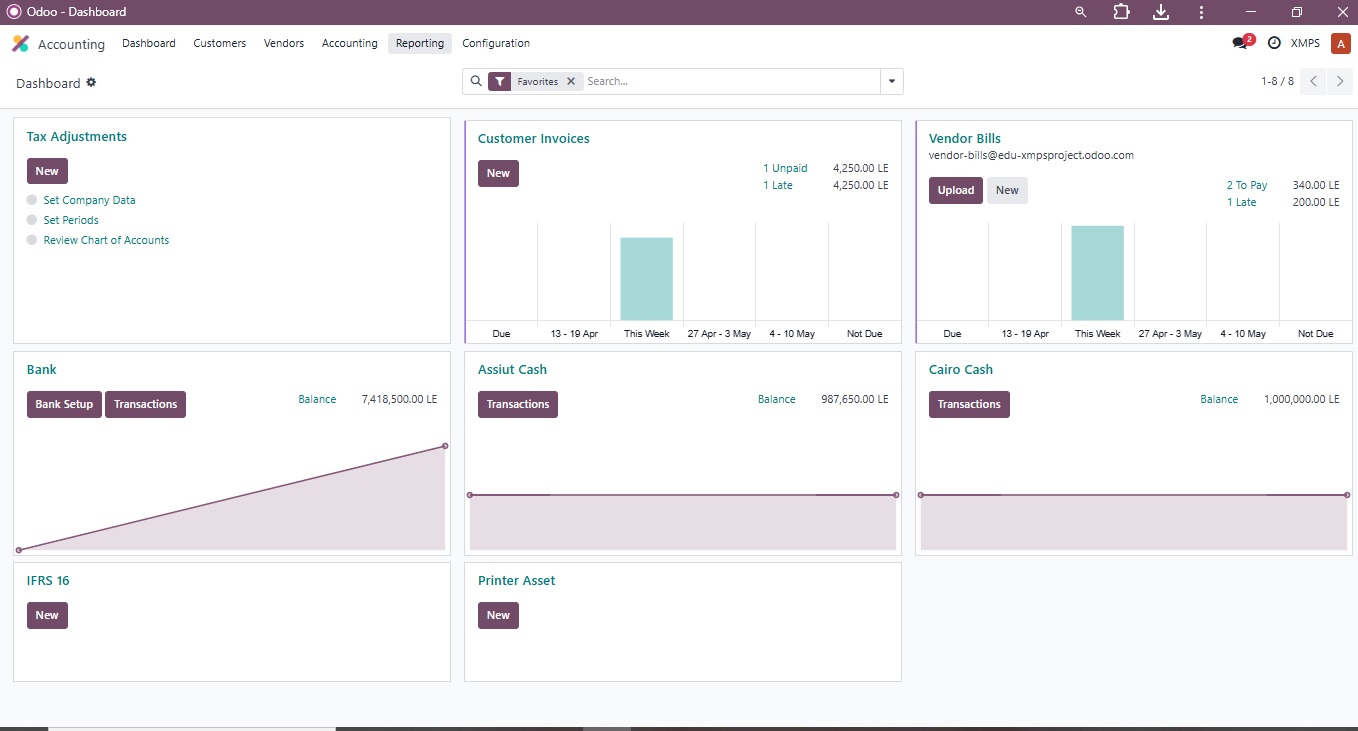 Odoo - Dashboard
Accounting Dashboard Customers Vendors Accounting Reporting Configuration 2 XMPS A
Dashboard Favorites Search... 1-8 / 8
Tax Adjustments
New
Set Company Data
Set Periods
Review Chart of Accounts
Customer Invoices
New
1 Unpaid 4,250.00 LE
1 Late 4,250.00 LE
Due 13 - 19 Apr This Week 27 Apr - 3 May 4 - 10 May Not Due
Vendor Bills
vendor-bills@edu-xmpsproject.odoo.com
Upload New
2 To Pay 340.00 LE
1 Late 200.00 LE
Due 13 - 19 Apr This Week 27 Apr - 3 May 4 - 10 May Not Due
Bank
Bank Setup Transactions Balance 7,418,500.00 LE
Assiut Cash
Transactions Balance 987,650.00 LE
Cairo Cash
Transactions Balance 1,000,000.00 LE
IFRS 16
New
Printer Asset
New